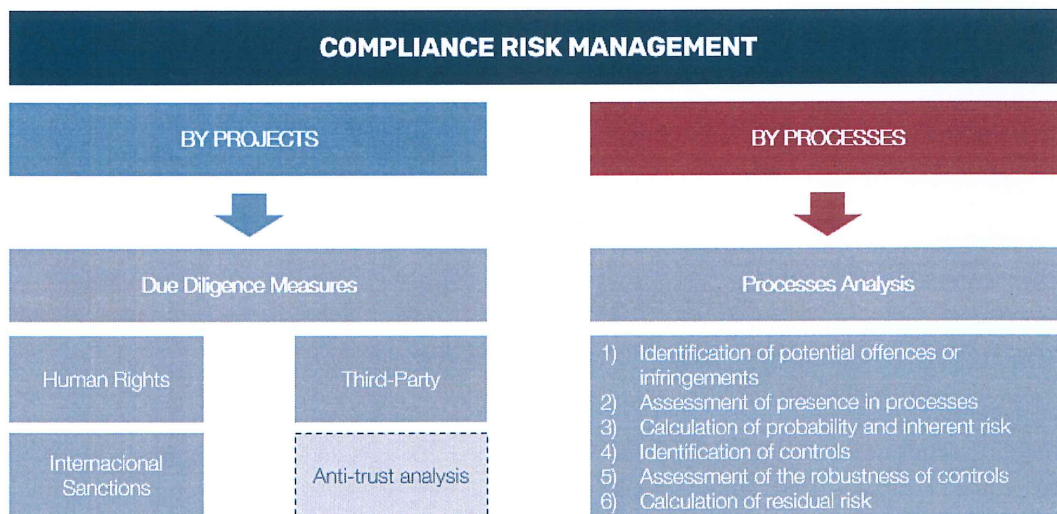 COMPLIANCE RISK MANAGEMENT
BY PROJECTS
BY PROCESSES
Due Diligence Measures
Processes Analysis
Human Rights
Third-Party
Internacional
Sanctions
Anti-trust analysis
1) Identification of potential offences or
infringements
2) Assessment of presence in processes
3) Calculation of probability and inherent risk
4) Identification of controls
5) Assessment of the robustness of controls
6) Calculation of residual risk